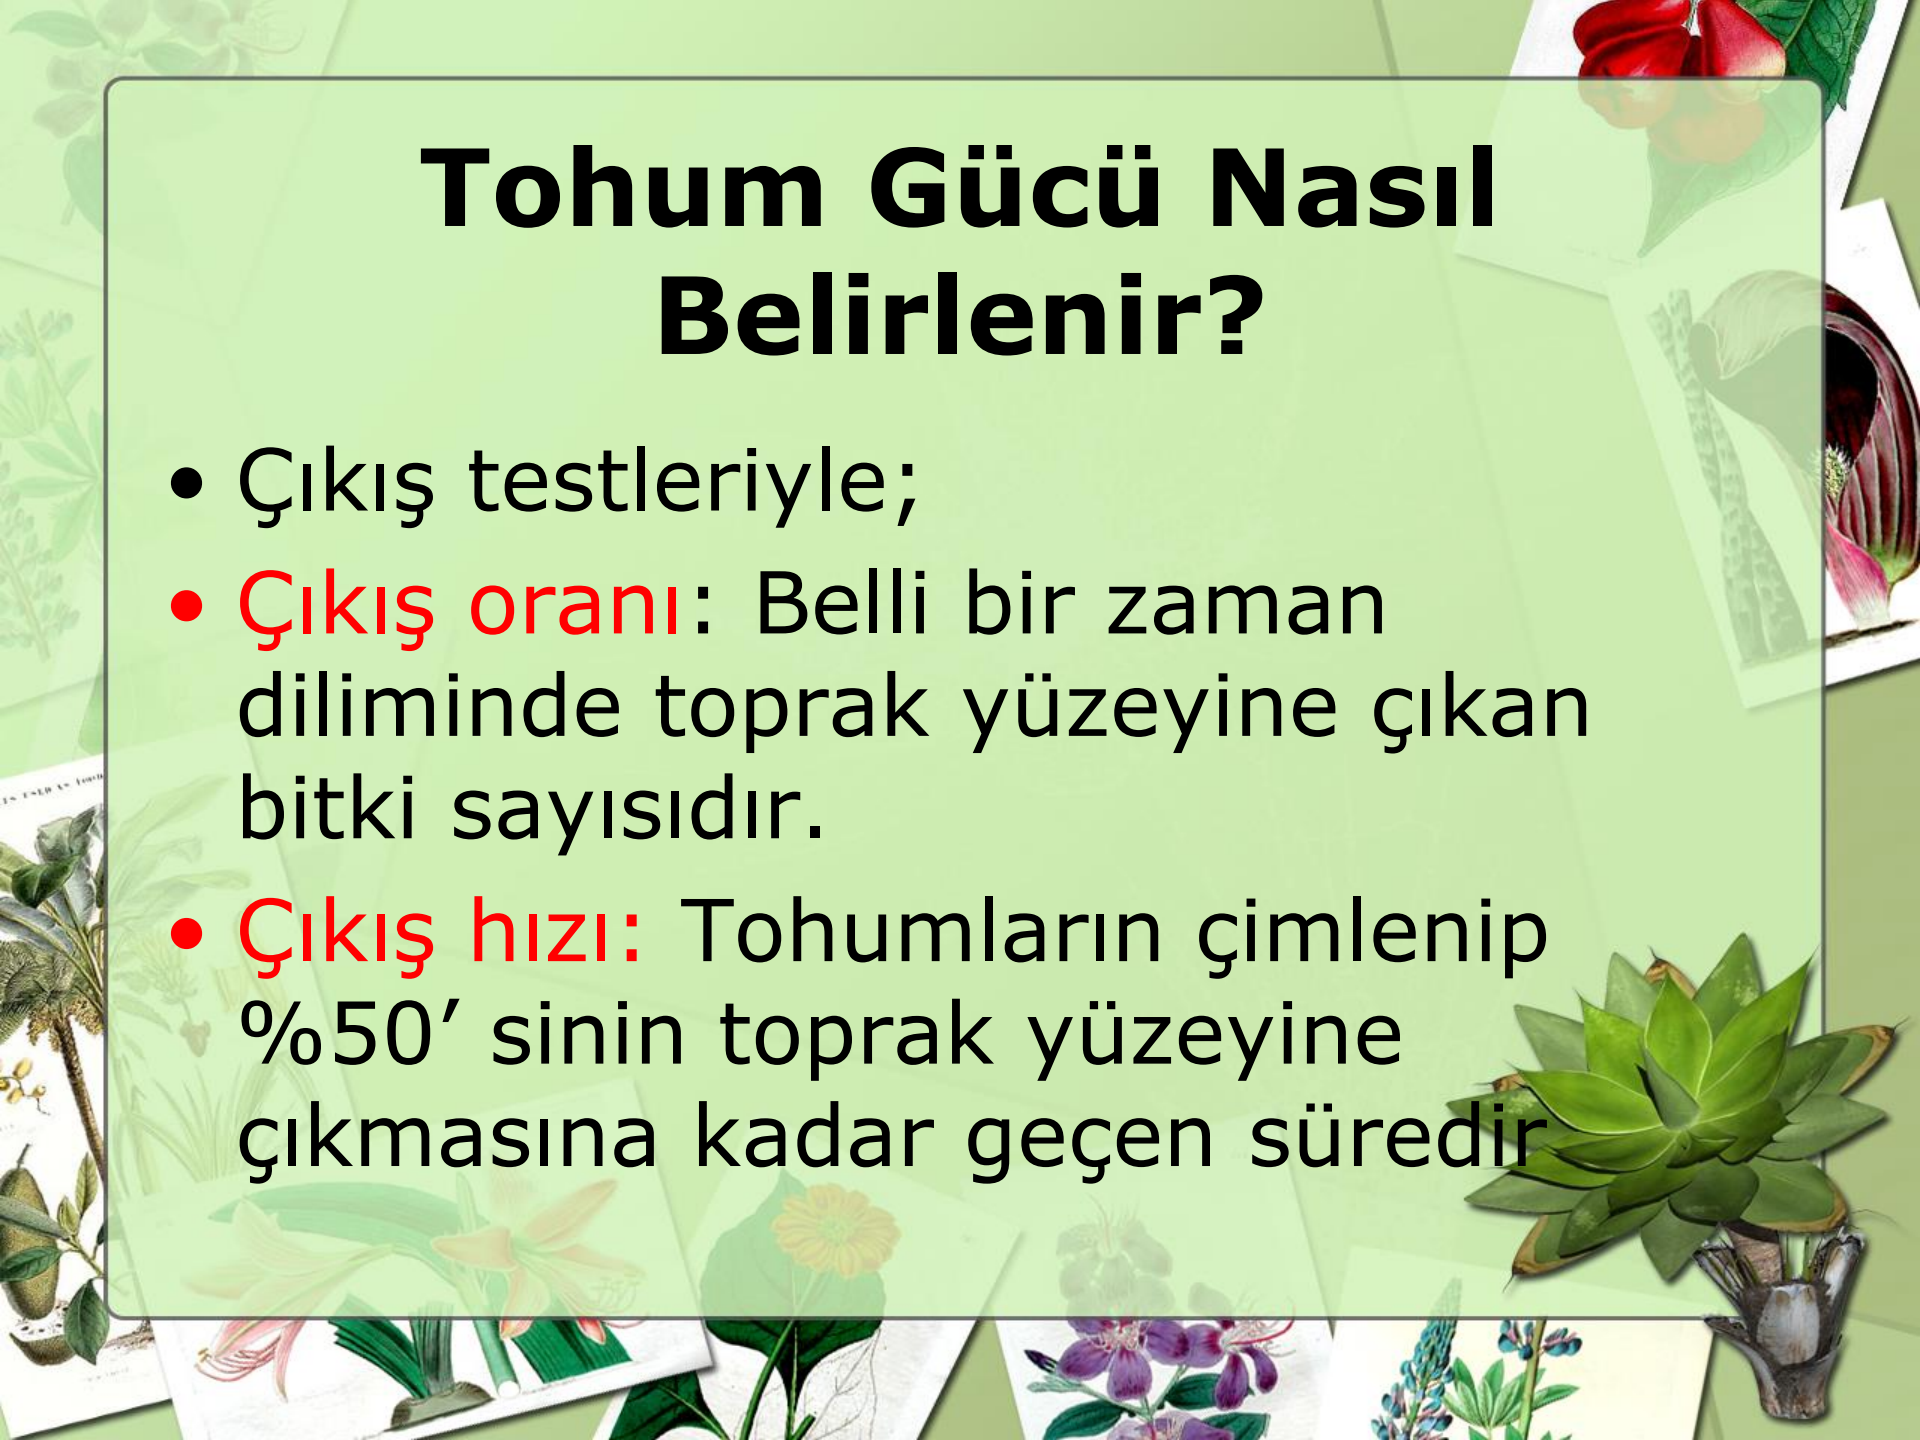 Tohum Gücü Nasıl
Belirlenir?
• Çıkış testleriyle;
• Çıkış oranı: Belli bir zaman
diliminde toprak yüzeyine çıkan
bitki sayısıdır.
• Çıkış hızı: Tohumların çimlenip
%50’ sinin toprak yüzeyine
çıkmasına kadar geçen süredir